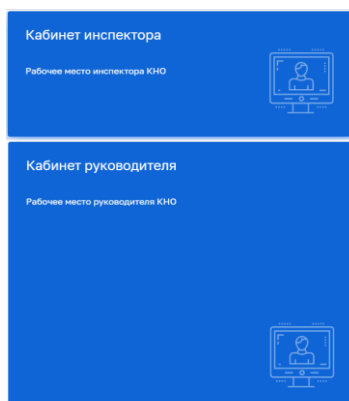 Кабинет инспектора
Рабочее место инспектора КНО
Кабинет руководителя
Рабочее место руководителя КНО